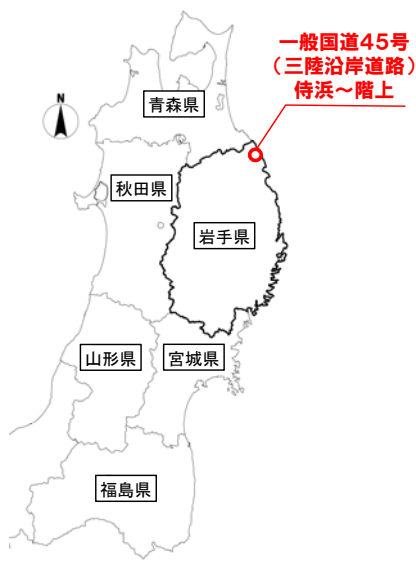 一般国道45号
(三陸沿岸道路)
侍浜～階上
N
青森県
秋田県
岩手県
山形県
宮城県
福島県